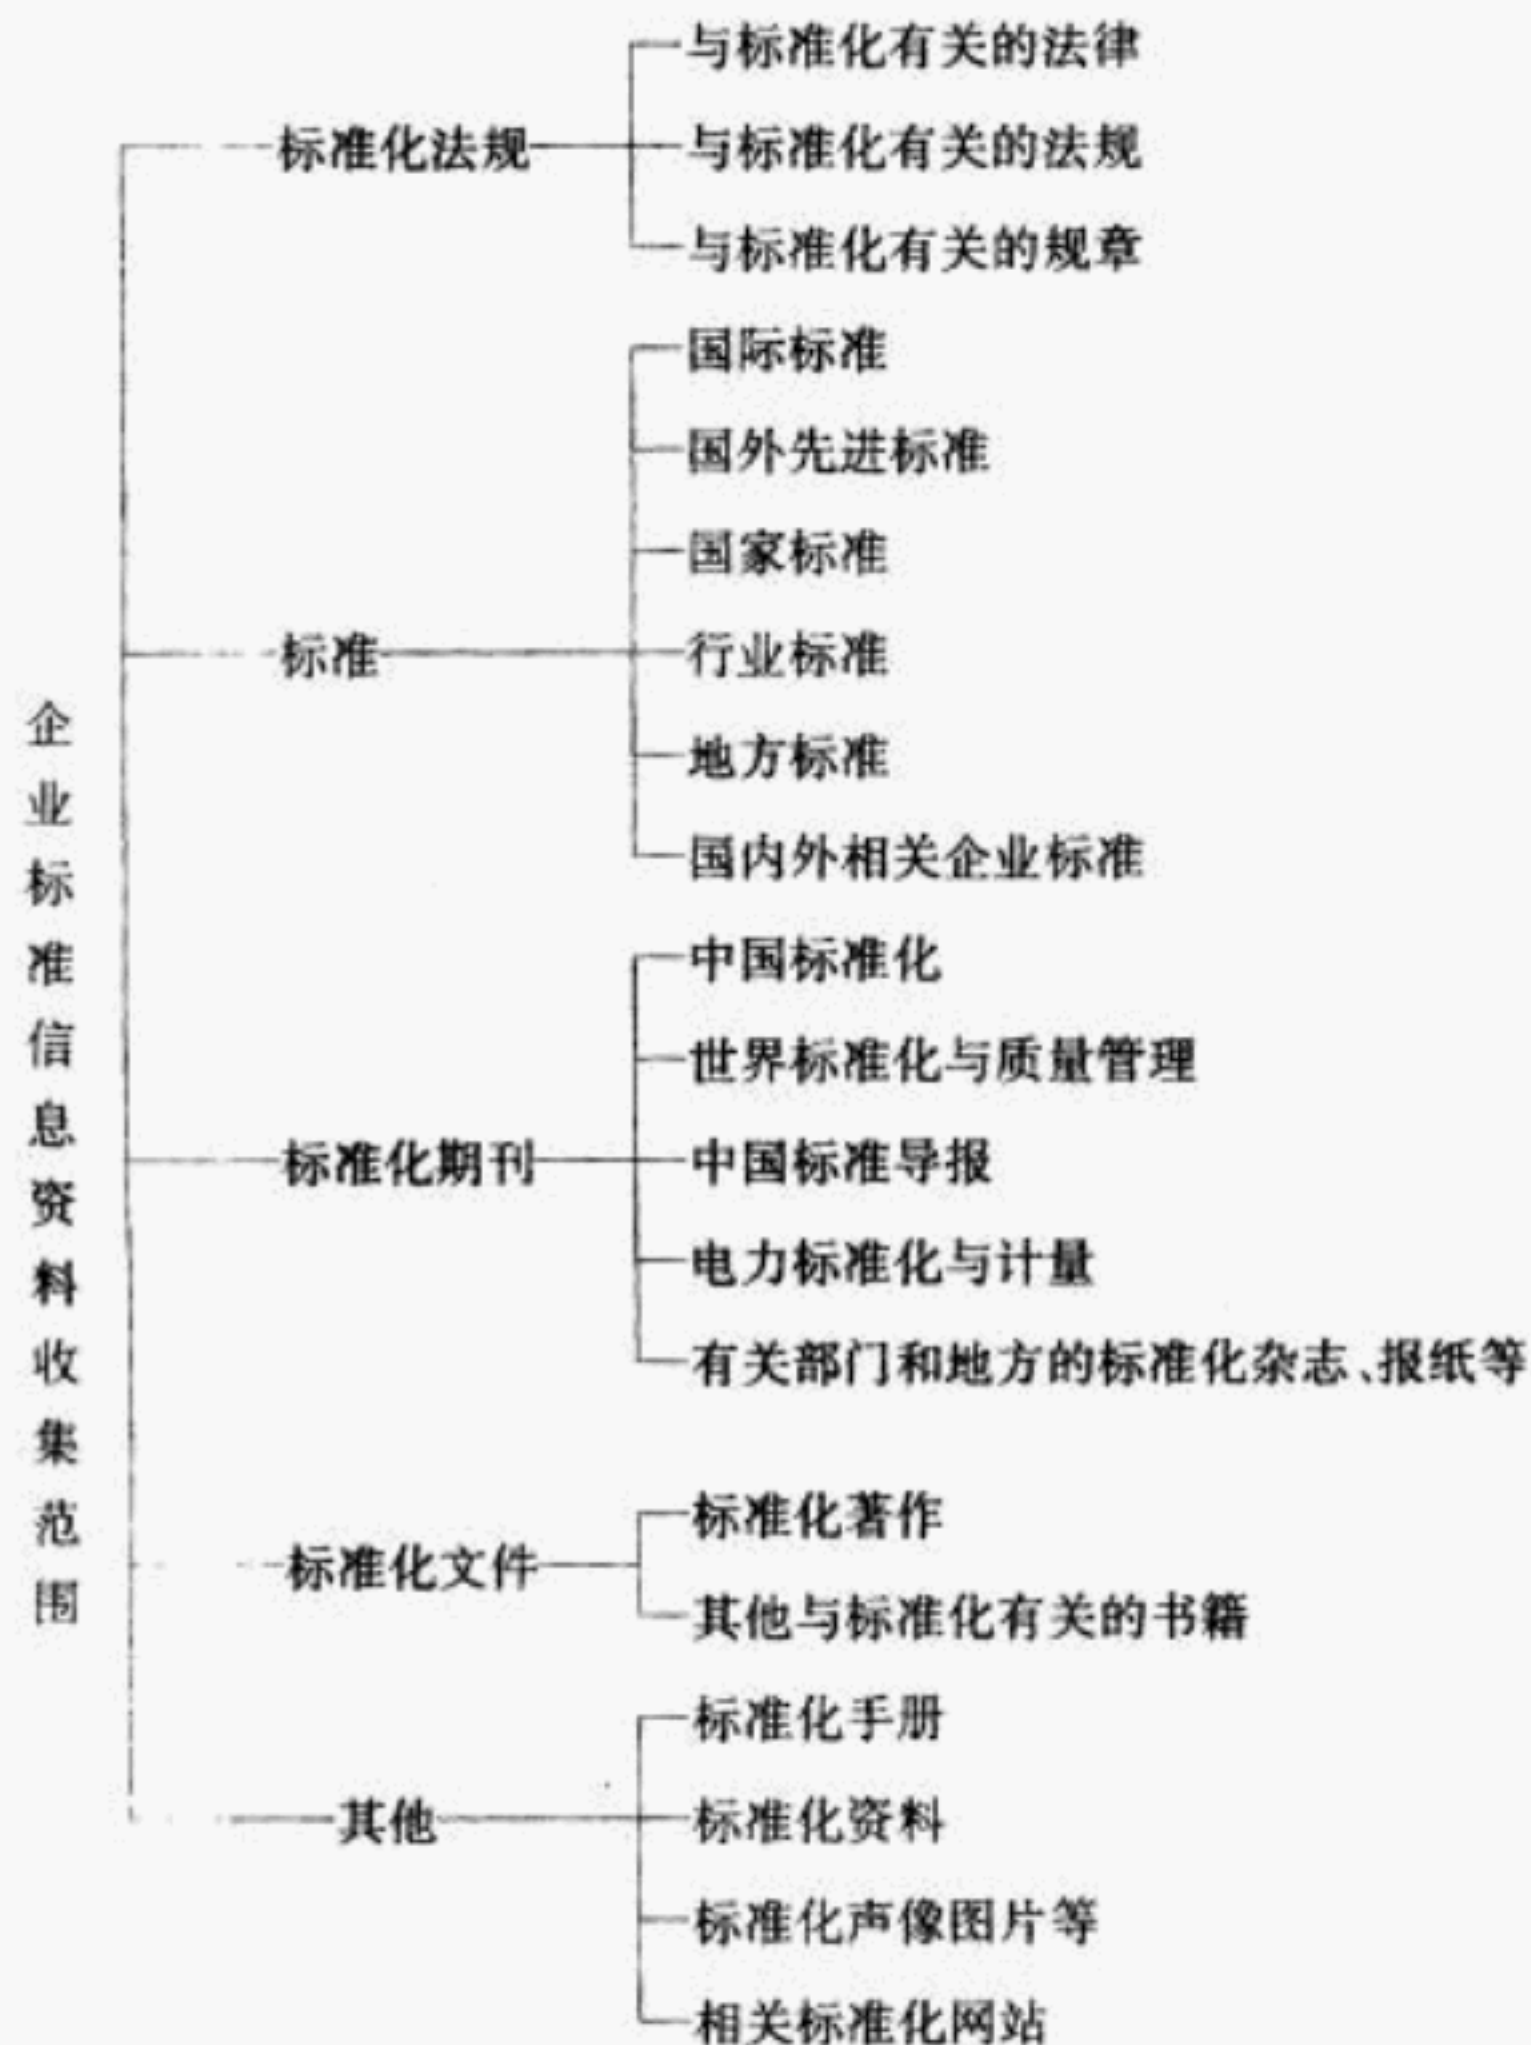 企业标准信息资料收集范围
标准化法规
与标准化有关的法律
与标准化有关的法规
与标准化有关的规章
标准
国际标准
国外先进标准
国家标准
行业标准
地方标准
国内外相关企业标准
标准化期刊
中国标准化
世界标准化与质量管理
中国标准导报
电力标准化与计量
有关部门和地方的标准化杂志、报纸等
标准化文件
标准化著作
其他与标准化有关的书籍
其他
标准化手册
标准化资料
标准化声像图片等
相关标准化网站